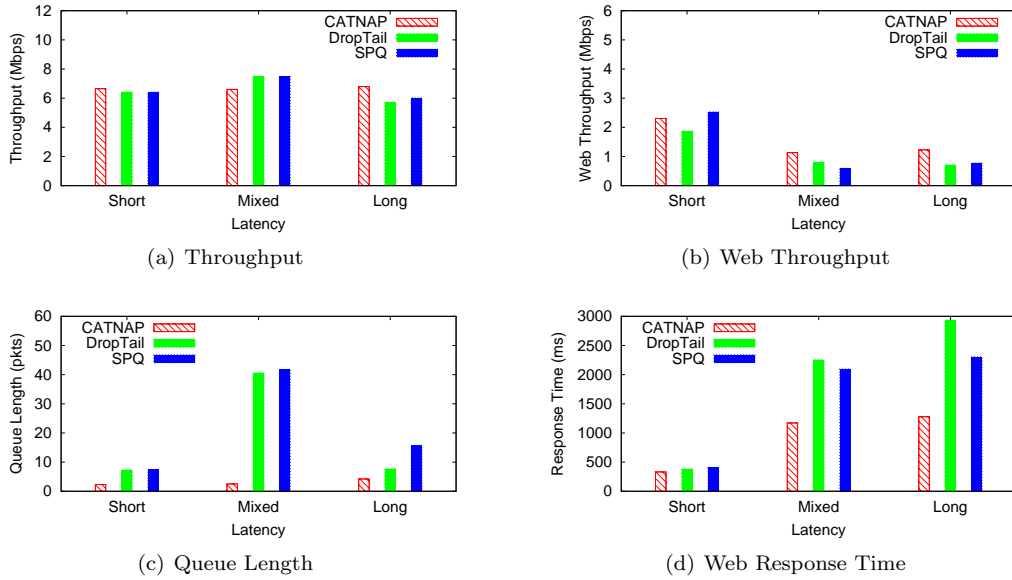 Throughput (Mbps)
12
10
8
6
4
2
0
CATNAP
DropTail
SPQ
Short Mixed Long
Latency
(a) Throughput
Web Throughput (Mbps)
6
5
4
3
2
1
0
CATNAP
DropTail
SPQ
Short Mixed Long
Latency
(b) Web Throughput
Queue Length (pkts)
60
50
40
30
20
10
0
CATNAP
DropTail
SPQ
Short Mixed Long
Latency
(c) Queue Length
Response Time (ms)
3000
2500
2000
1500
1000
500
0
CATNAP
DropTail
SPQ
Short Mixed Long
Latency
(d) Web Response Time